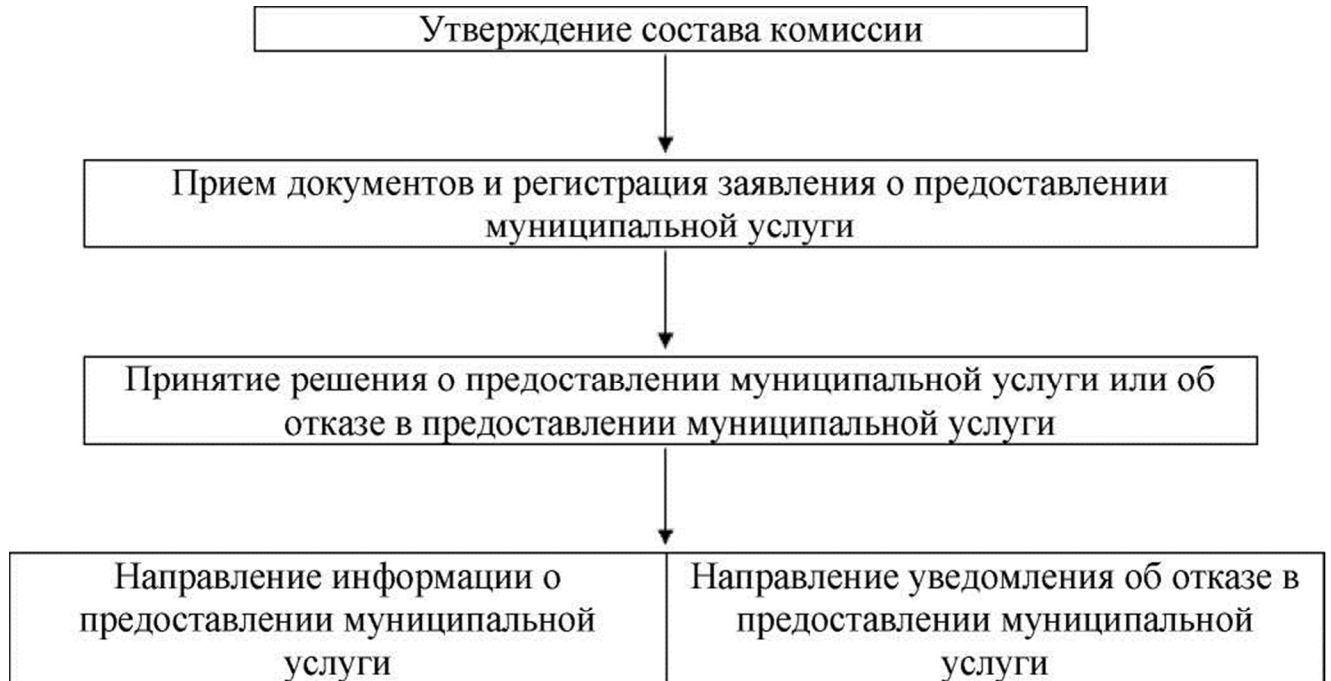 Утверждение состава комиссии
Прием документов и регистрация заявления о предоставлении
муниципальной услуги
Принятие решения о предоставлении муниципальной услуги или об
отказе в предоставлении муниципальной услуги
Направление информации о
предоставлении муниципальной
услуги
Направление уведомления об отказе в
предоставлении муниципальной
услуги